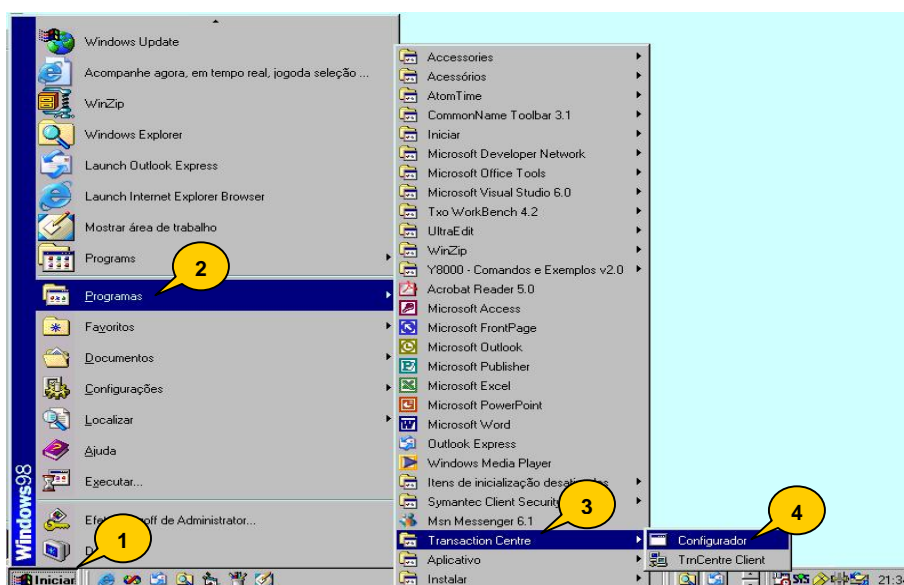 Windows Update
Acompanhe agora, em tempo real, jogoda seleção ...
WinZip
Windows Explorer
Launch Outlook Express
Launch Internet Explorer Browser
Mostrar área de trabalho
Programs
2
Programas
Favoritos
Documentos
Configurações
Localizar
Ajuda
Executar...
off de Administrator...
1
Windows98
Iniciar
Accessories
Acessórios
AtomTime
CommonName Toolbar 3.1
Iniciar
Microsoft Developer Network
Microsoft Office Tools
Microsoft Visual Studio 6.0
Txo WorkBench 4.2
UltraEdit
WinZip
Y8000 - Comandos e Exemplos v2.0
Acrobat Reader 5.0
Microsoft Access
Microsoft FrontPage
Microsoft Outlook
Microsoft Publisher
Microsoft Excel
Microsoft PowerPoint
Microsoft Word
Outlook Express
Windows Media Player
Itens de inicialização
Symantec Client Security
3
Msn Messenger 6.1
Transaction Centre
Aplicativo
Instalar
4
Configurador
TrnCentre Client
21:3